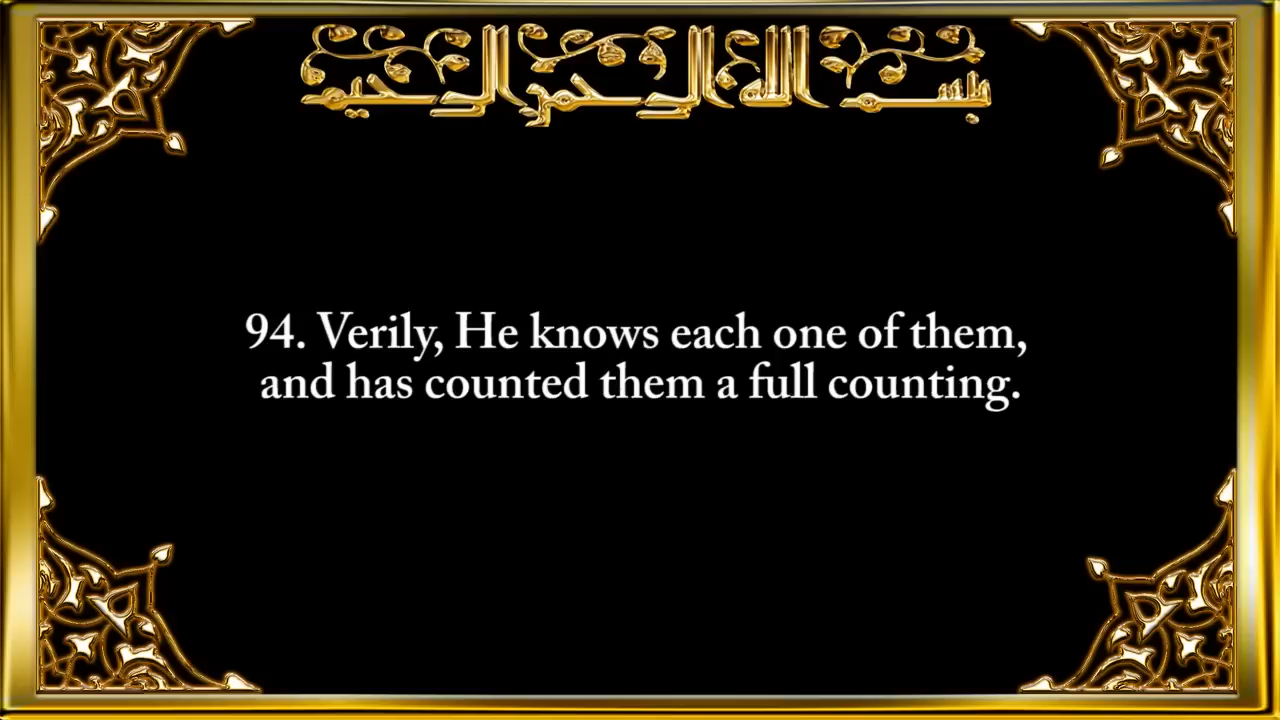 بسم الله الرحمن الرحيم
94. Verily, He knows each one of them,
and has counted them a full counting.